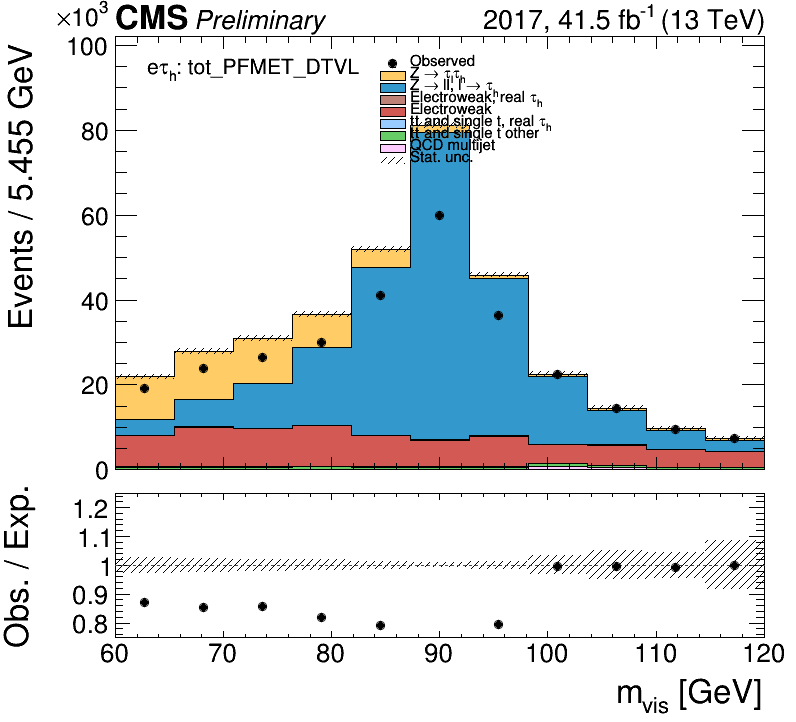 ×10³ CMS Preliminary 2017, 41.5 fb⁻¹ (13 TeV)
eτₕ: tot_PFMET_DTVL
Observed
Z → τₗτₕ
Z → ll, l → τₕ
Electroweak, real τₕ
Electroweak
tt and single t, real τₕ
tt and single t other
QCD multijet
Stat. unc.
Events / 5.455 GeV
100
80
60
40
20
0
Obs. / Exp.
1.2
1.1
1
0.9
0.8
60 70 80 90 100 110 120
m_vis [GeV]